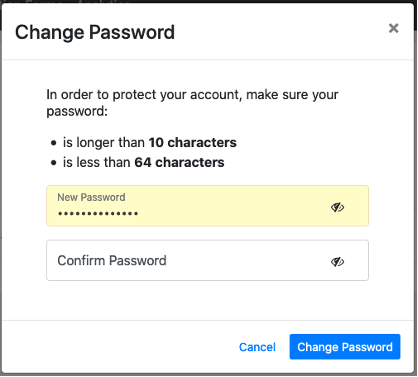 Change Password
×
In order to protect your account, make sure your
password:
• is longer than 10 characters
• is less than 64 characters
New Password
••••••••••••••
Confirm Password
Cancel
Change Password